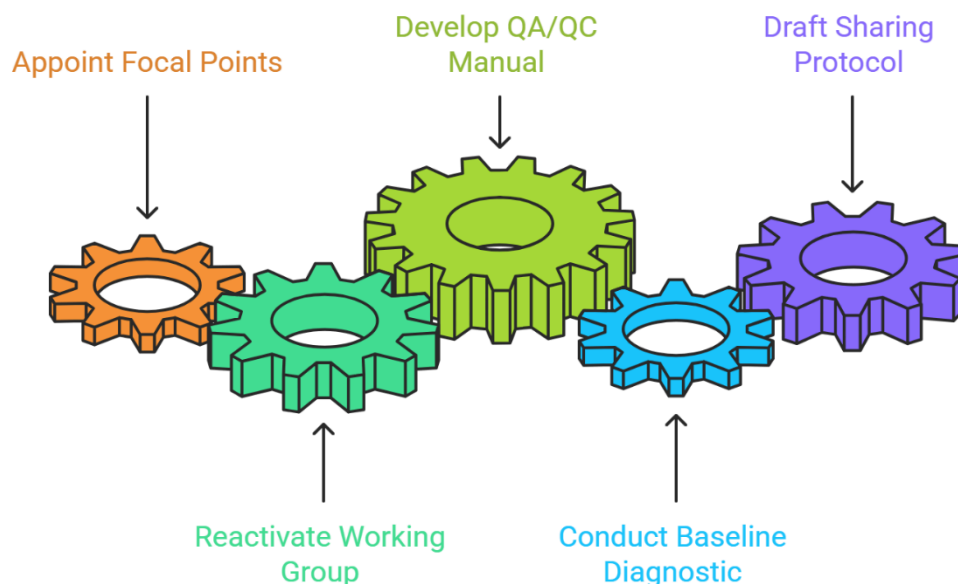 Appoint Focal Points
Develop QA/QC
Manual
Draft Sharing
Protocol
Reactivate Working
Group
Conduct Baseline
Diagnostic